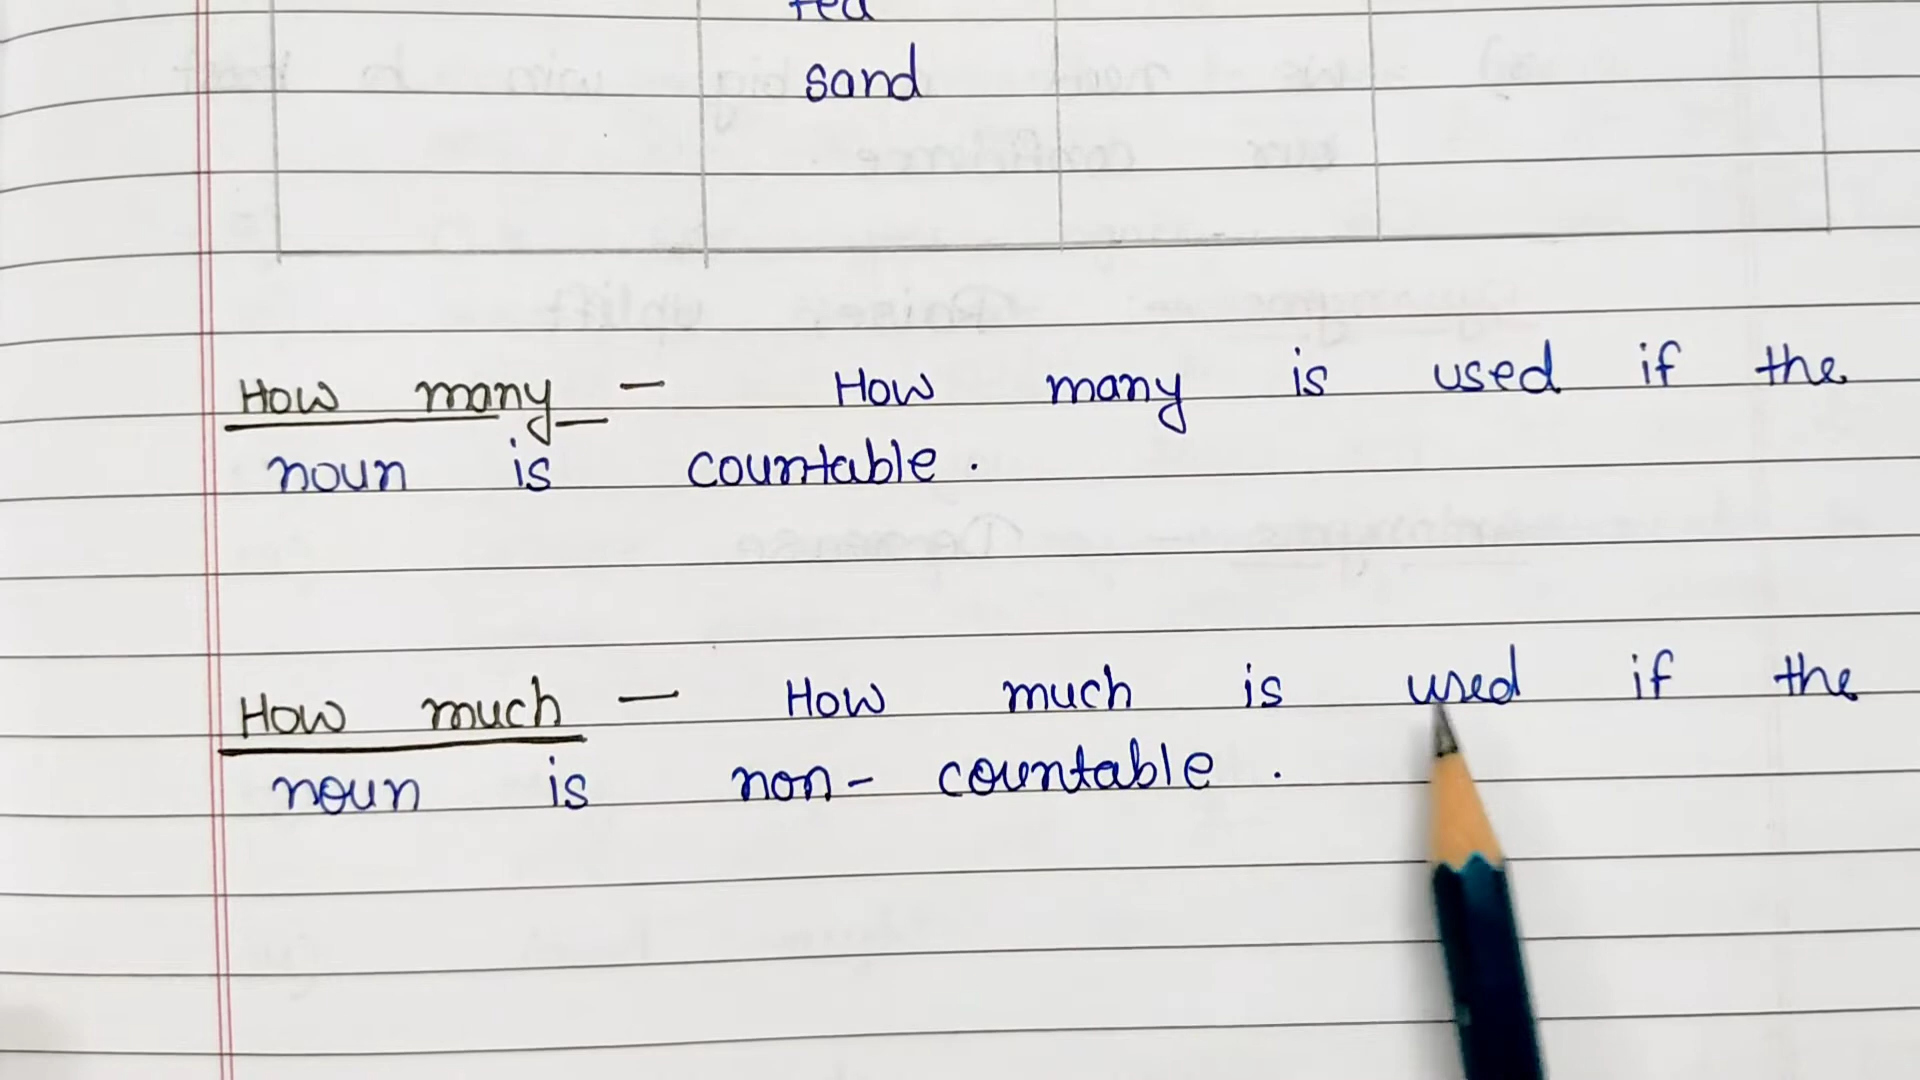 sand
How many - How many is used if the
noun is countable.
How much - How much is used if the
noun is non- countable.